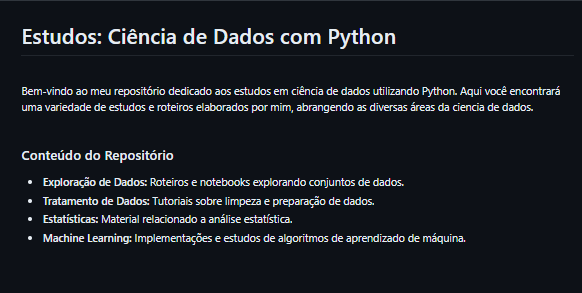 Estudos: Ciência de Dados com Python
Bem-vindo ao meu repositório dedicado aos estudos em ciência de dados utilizando Python. Aqui você encontrará
uma variedade de estudos e roteiros elaborados por mim, abrangendo as diversas áreas da ciencia de dados.
Conteúdo do Repositório
• Exploração de Dados: Roteiros e notebooks explorando conjuntos de dados.
• Tratamento de Dados: Tutoriais sobre limpeza e preparação de dados.
• Estatísticas: Material relacionado a análise estatística.
• Machine Learning: Implementações e estudos de algoritmos de aprendizado de máquina.